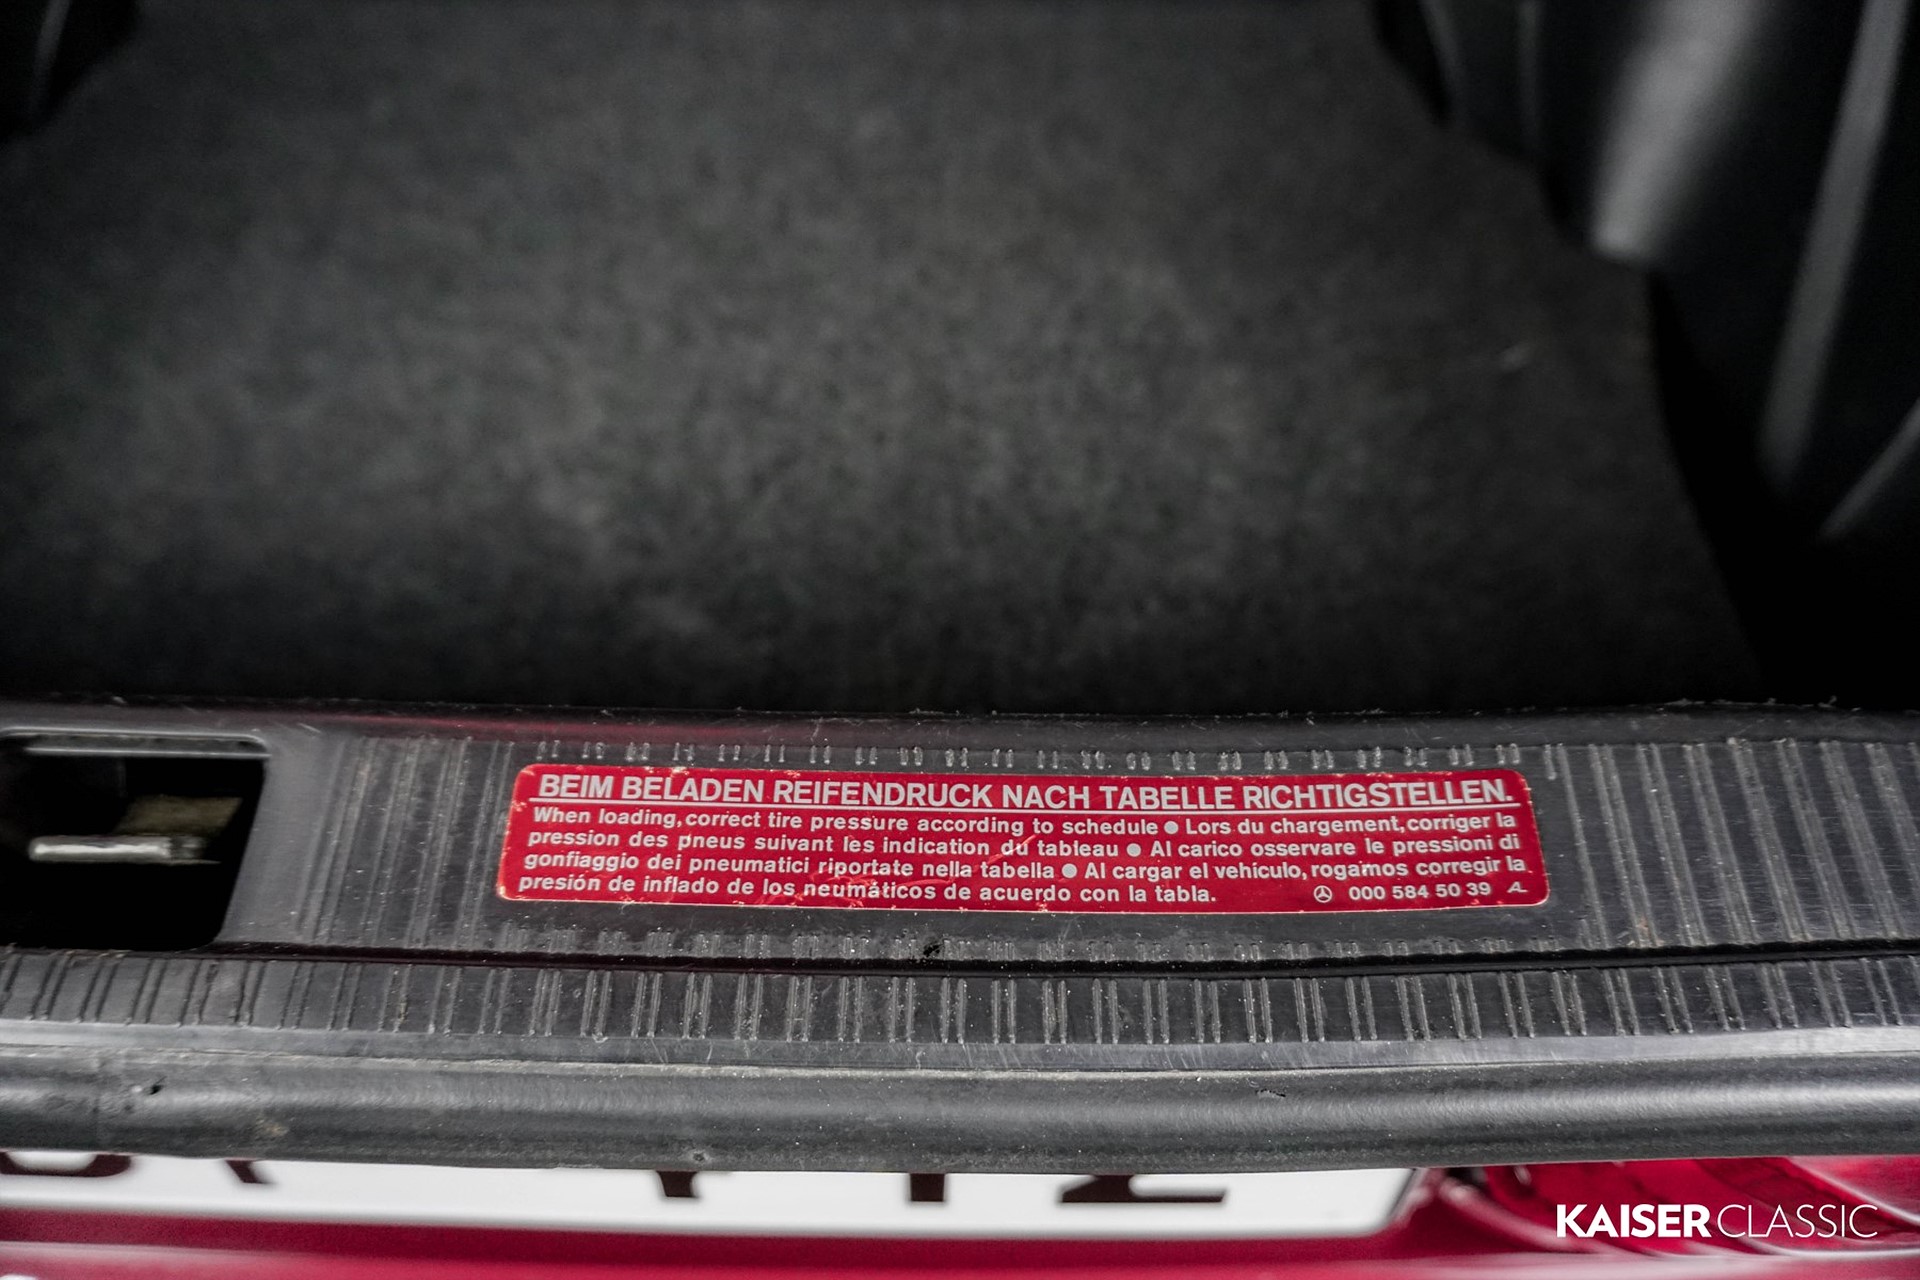 BEIM BELADEN REIFENDRUCK NACH TABELLE RICHTIGSTELLEN.
When loading, correct tire pressure according to schedule ● Lors du chargement, corriger la
pression des pneus suivant les indication du tableau ● Al carico osservare le pressioni di
gonfiaggio dei pneumatici riportate nella tabella ● Al cargar el vehiculo, rogamos corregir la
presión de inflado de los neumáticos de acuerdo con la tabla.
000 584 50 39
KAISER CLASSIC